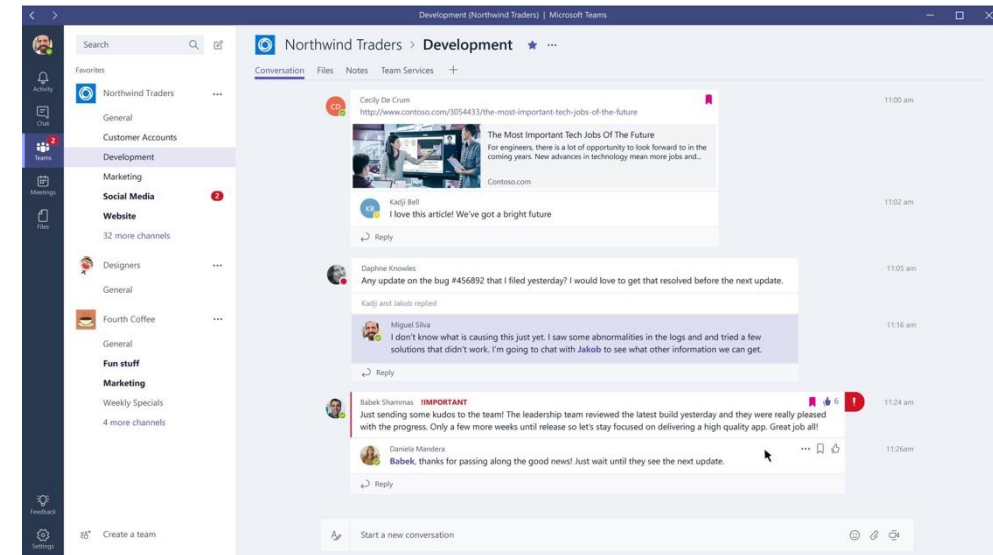 Development (Northwind Traders) | Microsoft Teams
Activity
Chat
2
Teams
Meetings
Files
Feedback
Settings
Search
Favorites
Northwind Traders
General
Customer Accounts
Development
Marketing
Social Media 2
Website
32 more channels
Designers
General
Fourth Coffee
General
Fun stuff
Marketing
Weekly Specials
4 more channels
Create a team
Northwind Traders > Development
Conversation Files Notes Team Services
CD
Cecily De Crum
11:00 am
http://www.contoso.com/3054433/the-most-important-tech-jobs-of-the-future
The Most Important Tech Jobs Of The Future
For engineers, there is a lot of opportunity to look forward to in the
coming years. New advances in technology mean more jobs and...
Contoso.com
KB
Kadji Bell
11:02 am
I love this article! We've got a bright future
Reply
Daphne Knowles
11:05 am
Any update on the bug #456892 that I filed yesterday? I would love to get that resolved before the next update.
Kadji and Jakob replied
Miguel Silva
11:16 am
I don't know what is causing this just yet. I saw some abnormalities in the logs and and tried a few
solutions that didn't work. I'm going to chat with Jakob to see what other information we can get.
Reply
Babek Shammas !IMPORTANT 6 !
11:24 am
Just sending some kudos to the team! The leadership team reviewed the latest build yesterday and they were really pleased
with the progress. Only a few more weeks until release so let's stay focused on delivering a high quality app. Great job all!
Daniela Mandera
11:26am
Babek, thanks for passing along the good news! Just wait until they see the next update.
Reply
Start a new conversation